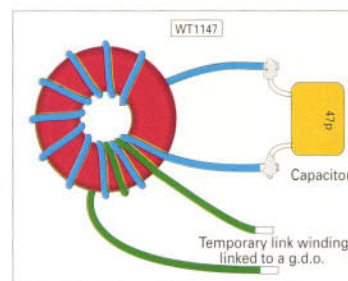 WT1147
47p
Capacitor
Temporary link winding
linked to a g.d.o.